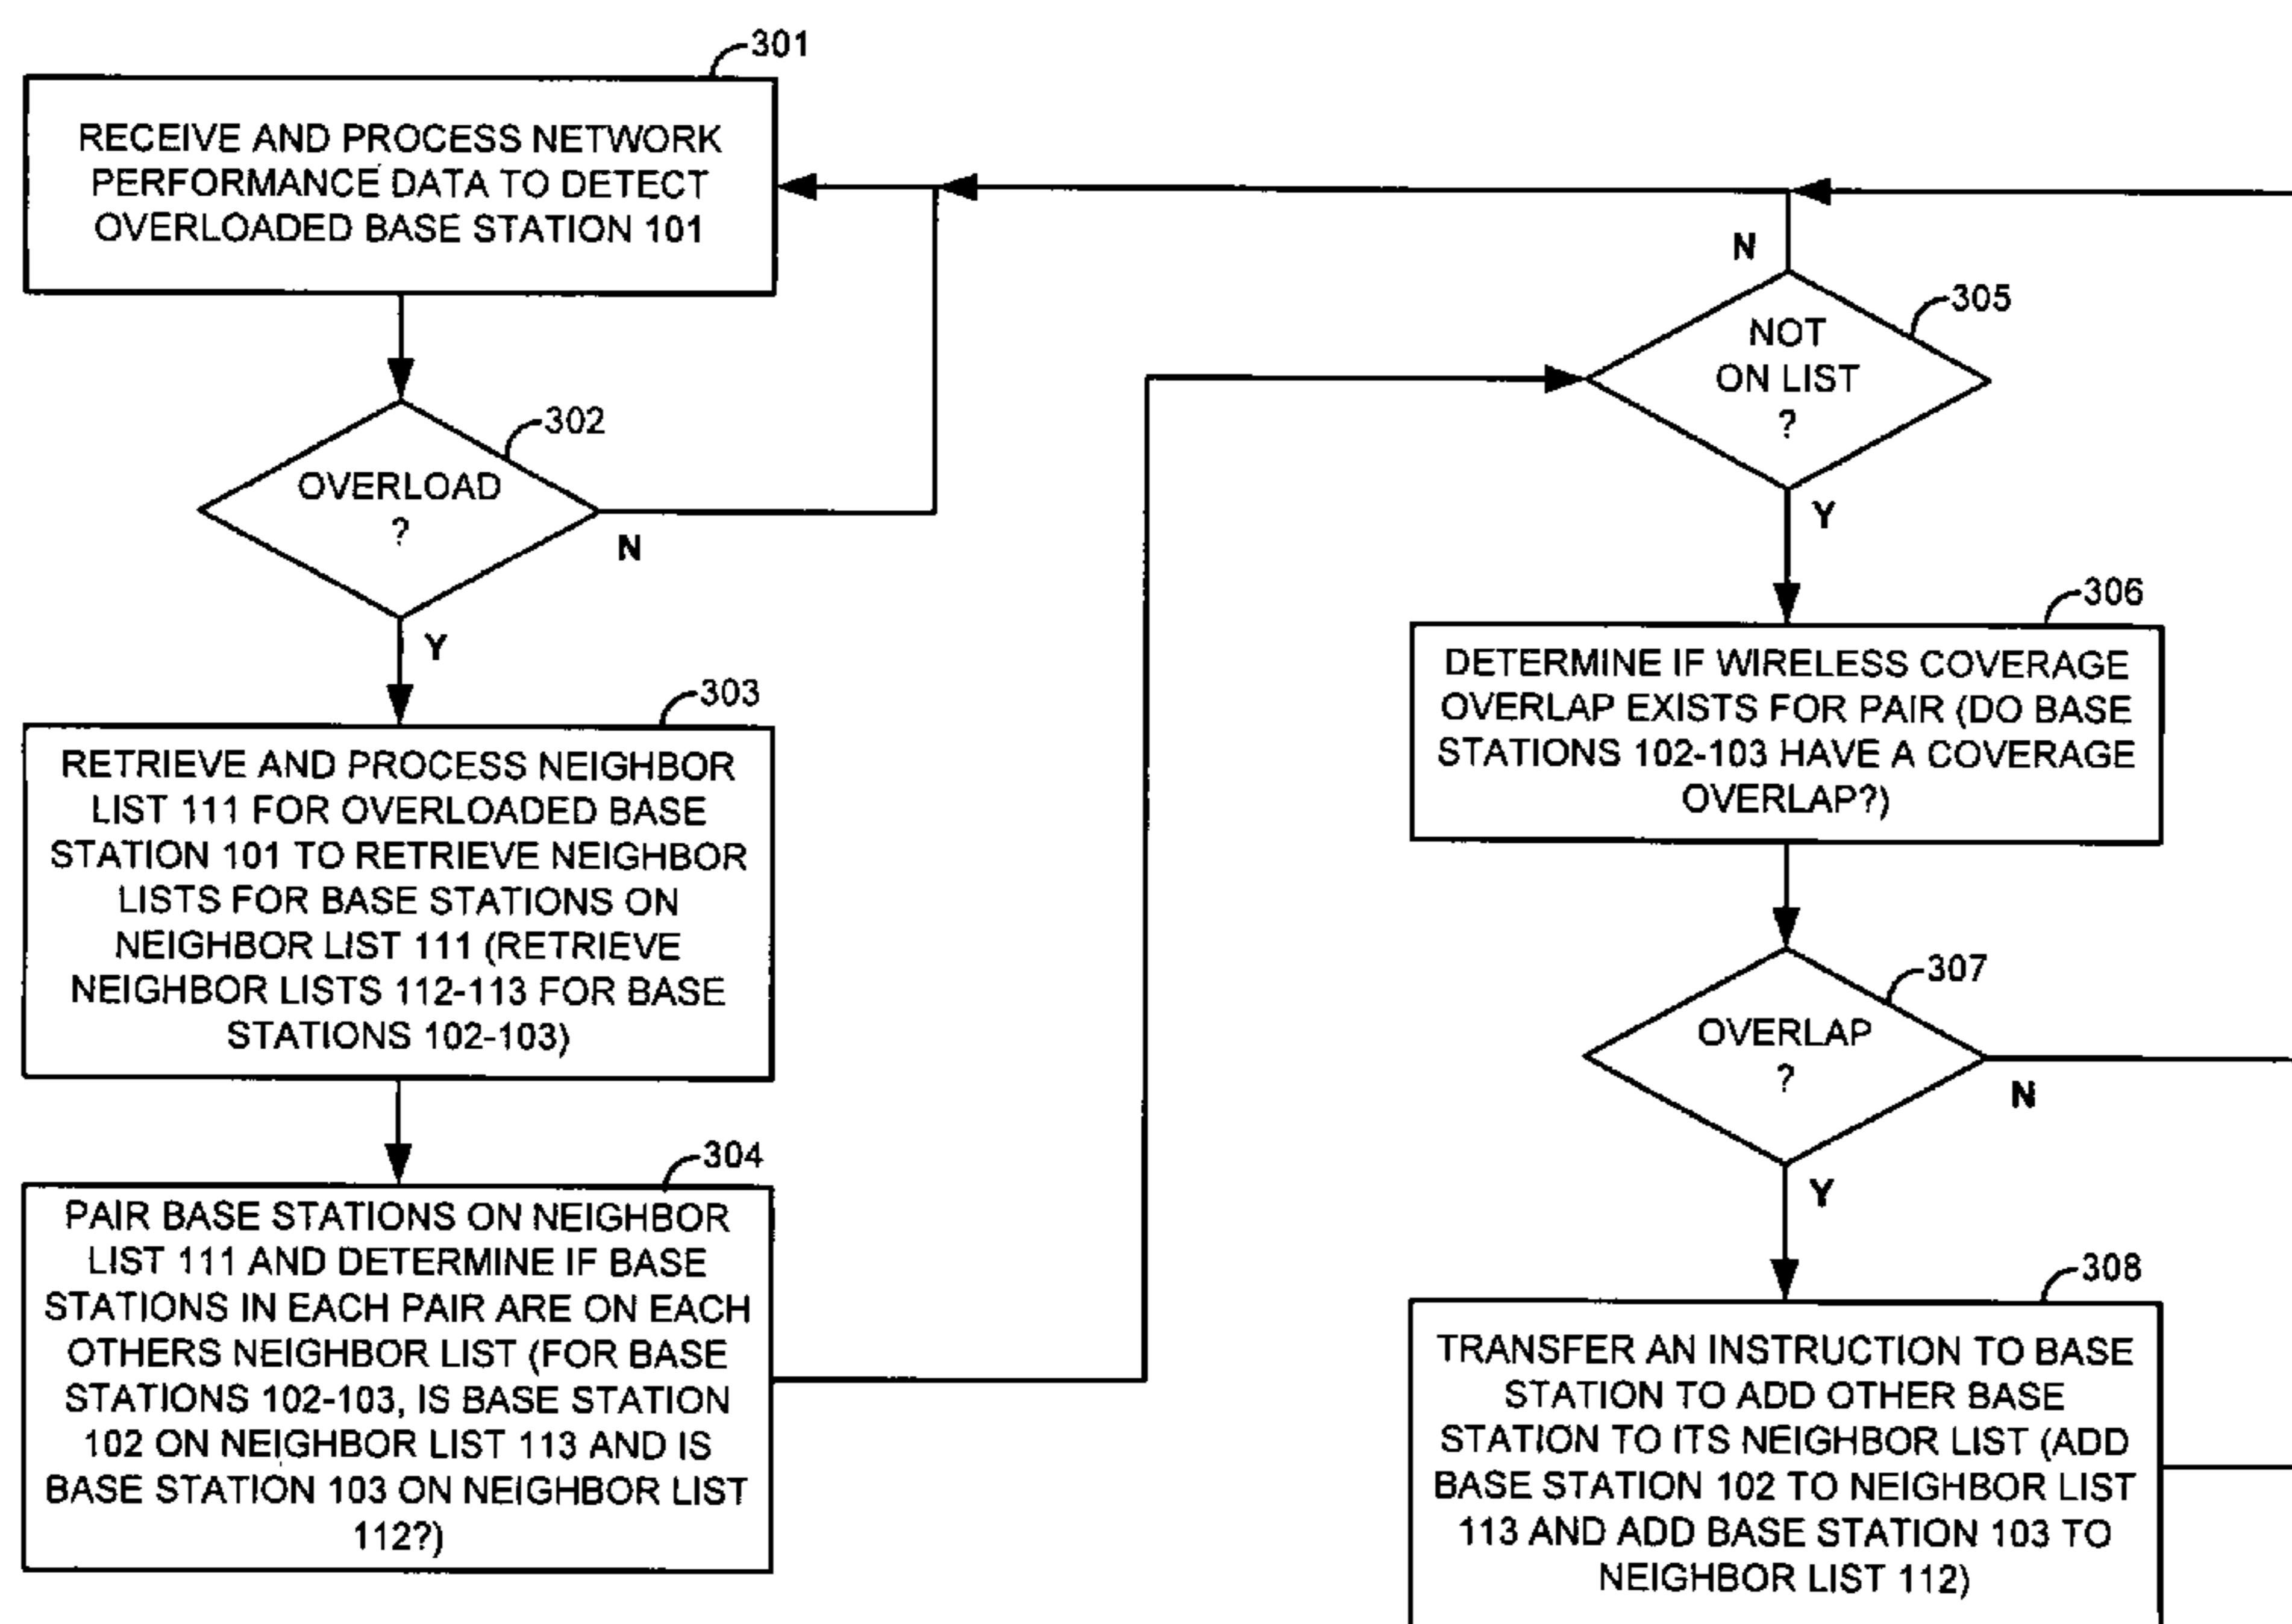 301
RECEIVE AND PROCESS NETWORK
PERFORMANCE DATA TO DETECT
OVERLOADED BASE STATION 101
302
OVERLOAD
?
N
Y
303
RETRIEVE AND PROCESS NEIGHBOR
LIST 111 FOR OVERLOADED BASE
STATION 101 TO RETRIEVE NEIGHBOR
LISTS FOR BASE STATIONS ON
NEIGHBOR LIST 111 (RETRIEVE
NEIGHBOR LISTS 112-113 FOR BASE
STATIONS 102-103)
304
PAIR BASE STATIONS ON NEIGHBOR
LIST 111 AND DETERMINE IF BASE
STATIONS IN EACH PAIR ARE ON EACH
OTHERS NEIGHBOR LIST (FOR BASE
STATIONS 102-103, IS BASE STATION
102 ON NEIGHBOR LIST 113 AND IS
BASE STATION 103 ON NEIGHBOR LIST
112?)
N
305
NOT
ON LIST
?
Y
306
DETERMINE IF WIRELESS COVERAGE
OVERLAP EXISTS FOR PAIR (DO BASE
STATIONS 102-103 HAVE A COVERAGE
OVERLAP?)
307
OVERLAP
?
N
Y
308
TRANSFER AN INSTRUCTION TO BASE
STATION TO ADD OTHER BASE
STATION TO ITS NEIGHBOR LIST (ADD
BASE STATION 102 TO NEIGHBOR LIST
113 AND ADD BASE STATION 103 TO
NEIGHBOR LIST 112)